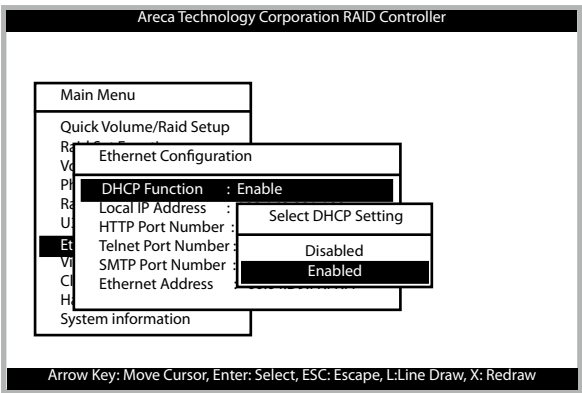 Areca Technology Corporation RAID Controller
Main Menu
Quick Volume/Raid Setup
Ethernet Configuration
DHCP Function : Enable
Local IP Address :
HTTP Port Number :
Telnet Port Number :
SMTP Port Number :
Ethernet Address :
Select DHCP Setting
Disabled
Enabled
System information
Arrow Key: Move Cursor, Enter: Select, ESC: Escape, L:Line Draw, X: Redraw